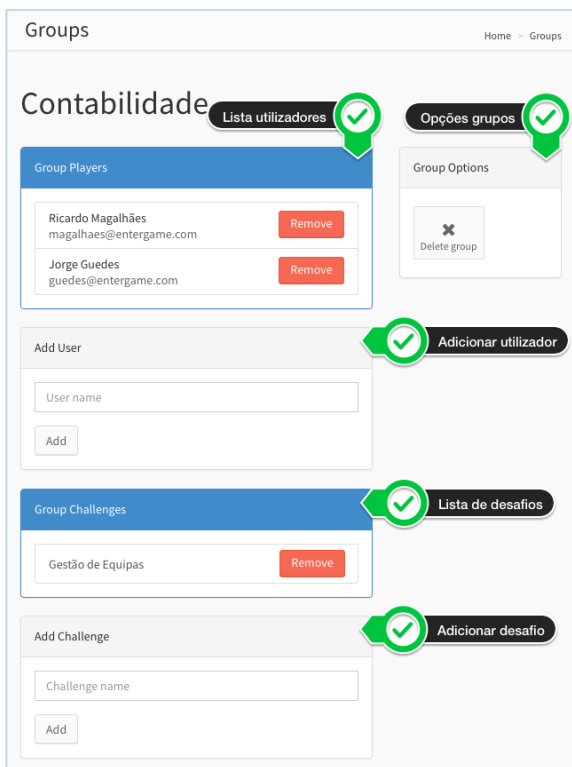 Groups
Home > Groups
Contabilidade
Lista utilizadores
Opções grupos
Group Players
Group Options
Ricardo Magalhães
magalhaes@entergame.com
Remove
Delete group
Jorge Guedes
guedes@entergame.com
Remove
Add User
Adicionar utilizador
User name
Add
Group Challenges
Lista de desafios
Gestão de Equipas
Remove
Add Challenge
Adicionar desafio
Challenge name
Add